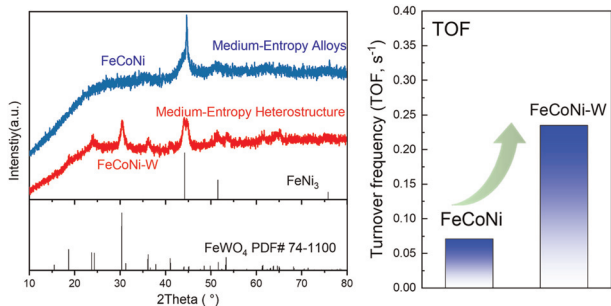 Intenstiy(a.u.)
FeCoNi
Medium-Entropy Alloys
Medium-Entropy Heterostructure
FeCoNi-W
FeNi3
FeWO4 PDF# 74-1100
10 20 30 40 50 60 70 80
2Theta ( ° )
Turnover frequency (TOF, s-1)
0.40
0.35
0.30
0.25
0.20
0.15
0.10
0.05
0.00
TOF
FeCoNi-W
FeCoNi